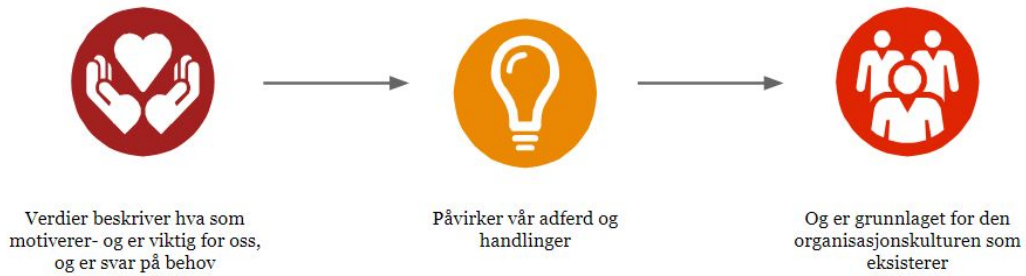 Verdier beskriver hva som
motiverer- og er viktig for oss,
og er svar på behov
Påvirker vår adferd og
handlinger
Og er grunnlaget for den
organisasjonskulturen som
eksisterer